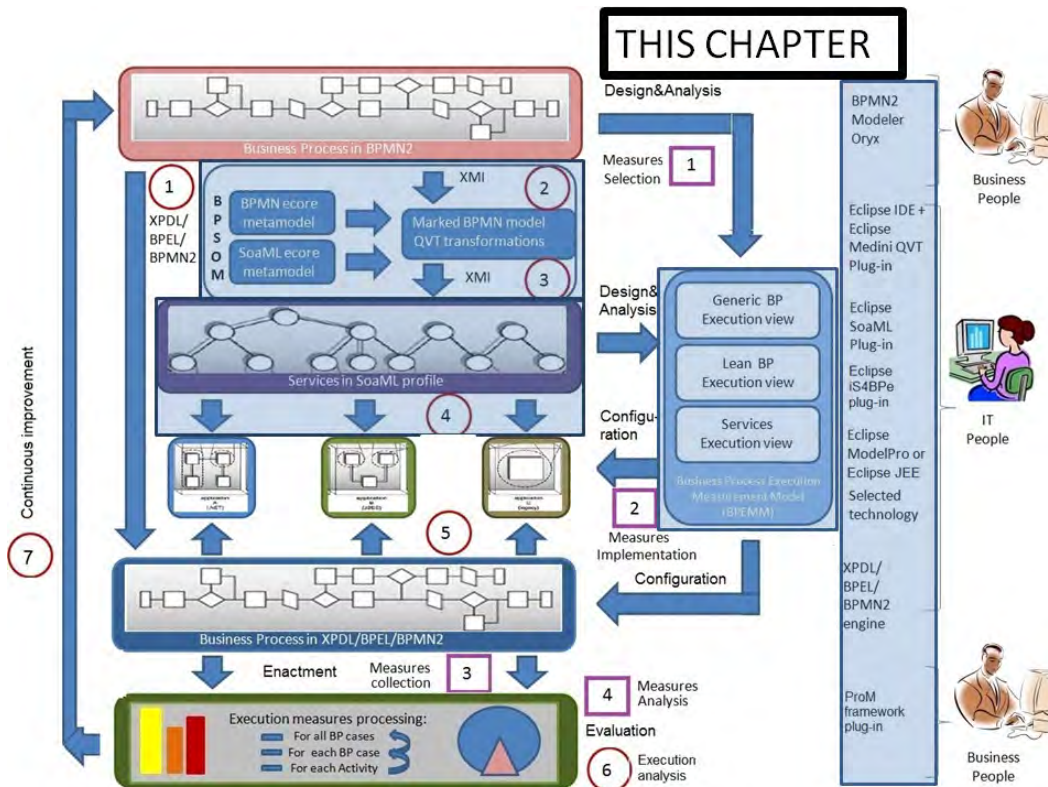 THIS CHAPTER
Business Process in BPMN2
Design&Analysis
Measures
Selection
1
1
XPDL/
BPEL/
BPMN2
B
P
S
O
M
BPMN ecore
metamodel
SoaML ecore
metamodel
XMI
2
Marked BPMN model
QVT transformations
XMI
3
Services in SoaML profile
4
Design&
Analysis
Generic BP
Execution view
Lean BP
Execution view
Services
Execution view
Business Process Execution
Measurement Model
(BPEMM)
Configu-
ration
2
Measures
Implementation
Configuration
5
Business Process in XPDL/BPEL/BPMN2
Enactment
Measures
collection
3
4
Measures
Analysis
Evaluation
6
Execution
analysis
Execution measures processing:
For all BP cases
For each BP case
For each Activity
Continuous improvement
7
BPMN2
Modeler
Oryx
Eclipse IDE +
Eclipse
Medini QVT
Plug-in
Eclipse
SoaML
Plug-in
Eclipse
iS4BPe
plug-in
Eclipse
ModelPro or
Eclipse JEE
Selected
technology
XPDL/
BPEL/
BPMN2
engine
ProM
framework
plug-in
Business
People
IT
People
Business
People